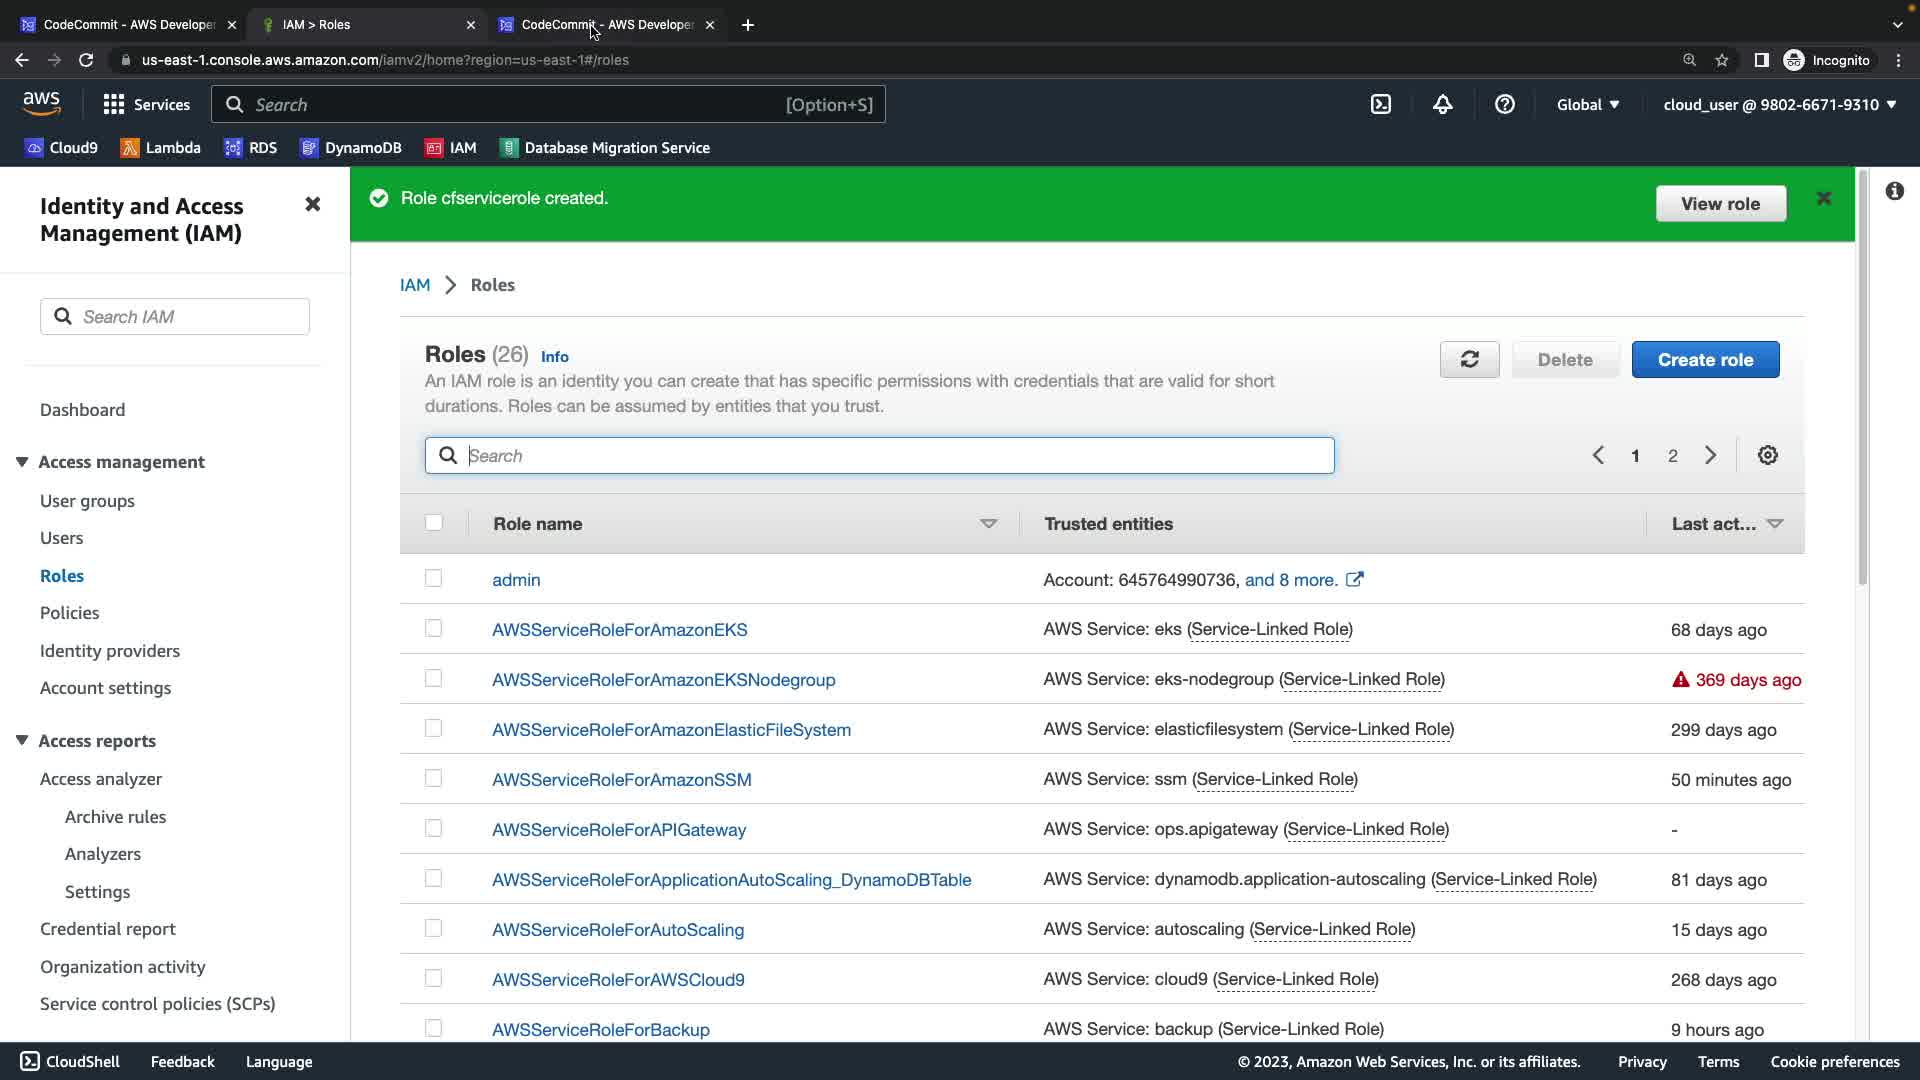 CodeCommit - AWS Developer
IAM > Roles
CodeCommit - AWS Developer
us-east-1.console.aws.amazon.com/iamv2/home?region=us-east-1#/roles
Incognito
aws
Services
Search
[Option+S]
Global
cloud_user @ 9802-6671-9310
Cloud9
Lambda
RDS
DynamoDB
IAM
Database Migration Service
Identity and Access
Management (IAM)
Search IAM
Dashboard
Access management
User groups
Users
Roles
Policies
Identity providers
Account settings
Access reports
Access analyzer
Archive rules
Analyzers
Settings
Credential report
Organization activity
Service control policies (SCPs)
Role cfservicerole created.
View role
IAM > Roles
Roles (26) Info
An IAM role is an identity you can create that has specific permissions with credentials that are valid for short
durations. Roles can be assumed by entities that you trust.
Delete
Create role
Search
1 2
Role name Trusted entities Last act...
admin Account: 645764990736, and 8 more.
AWSServiceRoleForAmazonEKS AWS Service: eks (Service-Linked Role) 68 days ago
AWSServiceRoleForAmazonEKSNodegroup AWS Service: eks-nodegroup (Service-Linked Role) 369 days ago
AWSServiceRoleForAmazonElasticFileSystem AWS Service: elasticfilesystem (Service-Linked Role) 299 days ago
AWSServiceRoleForAmazonSSM AWS Service: ssm (Service-Linked Role) 50 minutes ago
AWSServiceRoleForAPIGateway AWS Service: ops.apigateway (Service-Linked Role) -
AWSServiceRoleForApplicationAutoScaling_DynamoDBTable AWS Service: dynamodb.application-autoscaling (Service-Linked Role) 81 days ago
AWSServiceRoleForAutoScaling AWS Service: autoscaling (Service-Linked Role) 15 days ago
AWSServiceRoleForAWSCloud9 AWS Service: cloud9 (Service-Linked Role) 268 days ago
AWSServiceRoleForBackup AWS Service: backup (Service-Linked Role) 9 hours ago
CloudShell
Feedback
Language
© 2023, Amazon Web Services, Inc. or its affiliates.
Privacy
Terms
Cookie preferences